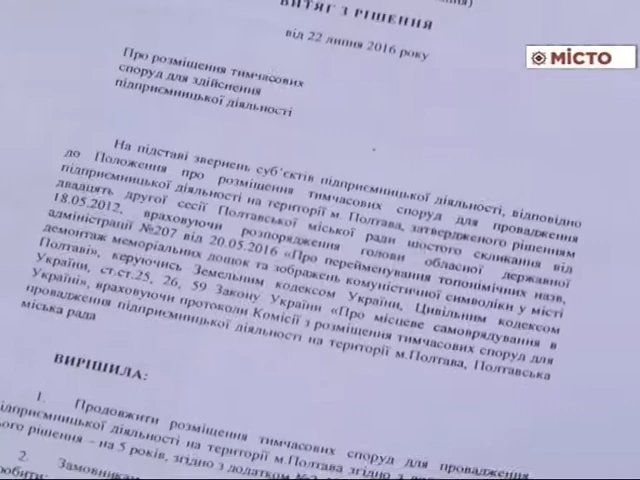 ВИТЯГ З РІШЕННЯ
від 22 липня 2016 року
МІСТО
Про розміщення тимчасових
споруд для здійснення
підприємницької діяльності
На підставі звернень суб'єктів підприємницької діяльності, відповідно
до Положення про розміщення тимчасових споруд для провадження
підприємницької діяльності на території м. Полтава, затвердженого рішенням
двадцять другої сесії Полтавської міської ради шостого скликання від
18.05.2012, враховуючи розпорядження голови обласної державної
адміністрації №207 від 20.05.2016 «Про перейменування топонімічних назв,
демонтаж меморіальних дошок та зображень комуністичної символіки у місті
Полтаві», керуючись Земельним кодексом України, Цивільним кодексом
України, ст.ст.25, 26, 59 Закону України «Про місцеве самоврядування в
Україні», враховуючи протоколи Комісії з розміщення тимчасових споруд для
провадження підприємницької діяльності на території м.Полтава, Полтавська
міська рада
ВИРІШИЛА:
1. Продовжити розміщення тимчасових споруд для провадження
ідприємницької діяльності на території м.Полтава згідно з
ого рішення – на 5 років, згідно з додатком
2. Замовникам
робити: